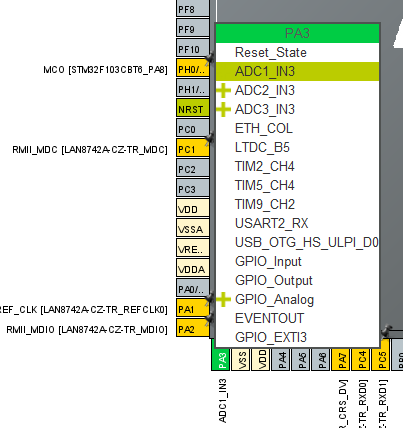 PF8
PF9
PF10
MCO [STM32F103CBT6_PA8]
PH0/..
PH1/..
NRST
PC0
RMII_MDC [LAN8742A-CZ-TR_MDC]
PC1
PC2
PC3
VDD
VSSA
VRE..
VDDA
PA0/..
REF_CLK [LAN8742A-CZ-TR_REFCLK0]
PA1
RMII_MDIO [LAN8742A-CZ-TR_MDIO]
PA2
PA3
Reset_State
ADC1_IN3
ADC2_IN3
ADC3_IN3
ETH_COL
LTDC_B5
TIM2_CH4
TIM5_CH4
TIM9_CH2
USART2_RX
USB_OTG_HS_ULPI_D0
GPIO_Input
GPIO_Output
GPIO_Analog
EVENTOUT
GPIO_EXTI3
PA3
VSS
VDD
PA4
PA5
PA6
PA7
PC4
PC5
ADC1_IN3
_CRS_DV]
Z-TR_RXD0]
Z-TR_RXD1]